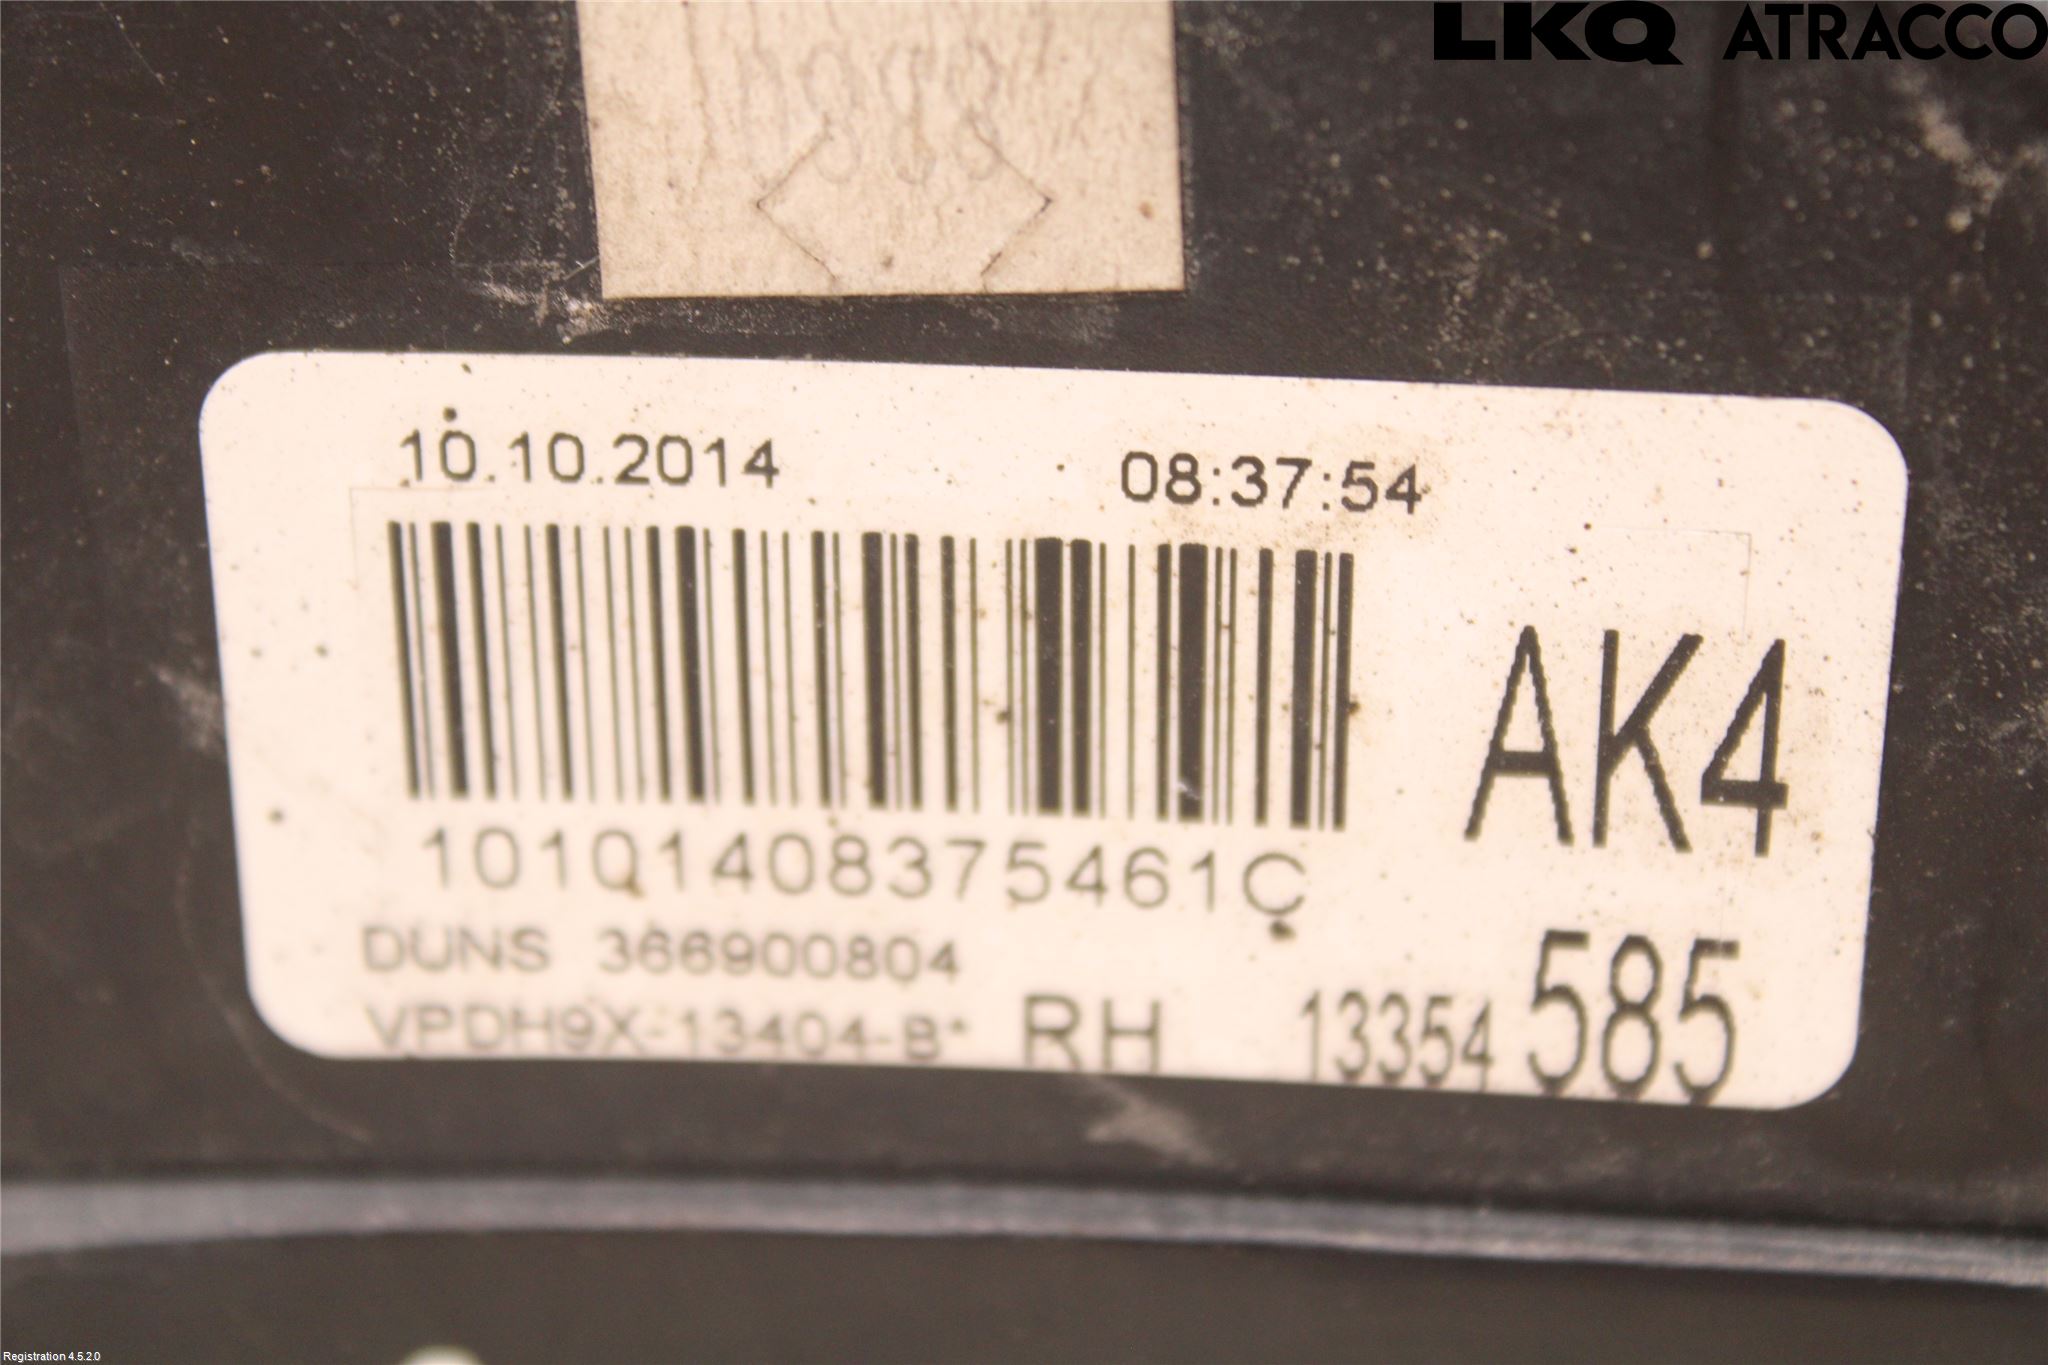 LKQ ATRACCO
10.10.2014 08:37:54
AK4
10101408375461C
DUNS 366900804
VPDH9X-13404-B* RH 13354 585
Registration 4.5.2.0